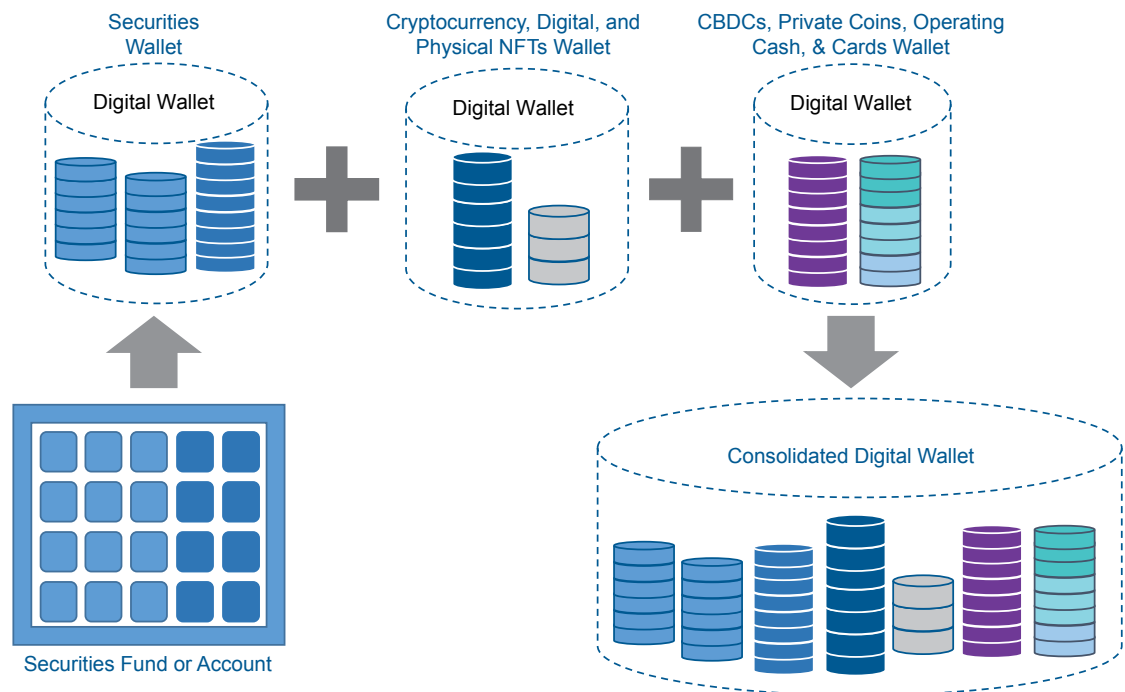 Securities
Wallet
Cryptocurrency, Digital, and
Physical NFTs Wallet
CBDCs, Private Coins, Operating
Cash, & Cards Wallet
Digital Wallet
Digital Wallet
Digital Wallet
Consolidated Digital Wallet
Securities Fund or Account